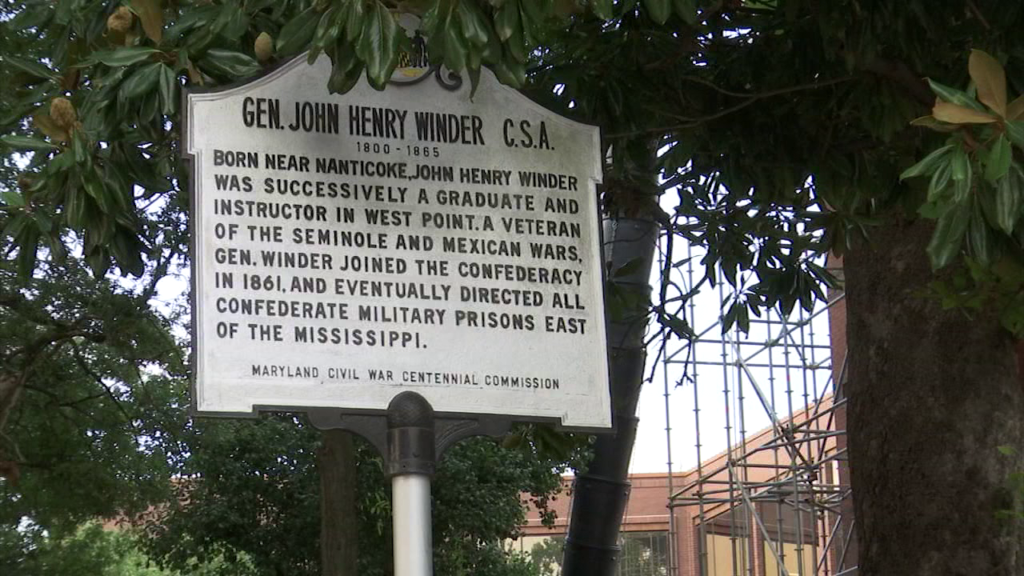 GEN. JOHN HENRY WINDER C.S.A.
1800-1865
BORN NEAR NANTICOKE, JOHN HENRY WINDER
WAS SUCCESSIVELY A GRADUATE AND
INSTRUCTOR IN WEST POINT. A VETERAN
OF THE SEMINOLE AND MEXICAN WARS,
GEN. WINDER JOINED THE CONFEDERACY
IN 1861, AND EVENTUALLY DIRECTED ALL
CONFEDERATE MILITARY PRISONS EAST
OF THE MISSISSIPPI.
MARYLAND CIVIL WAR CENTENNIAL COMMISSION